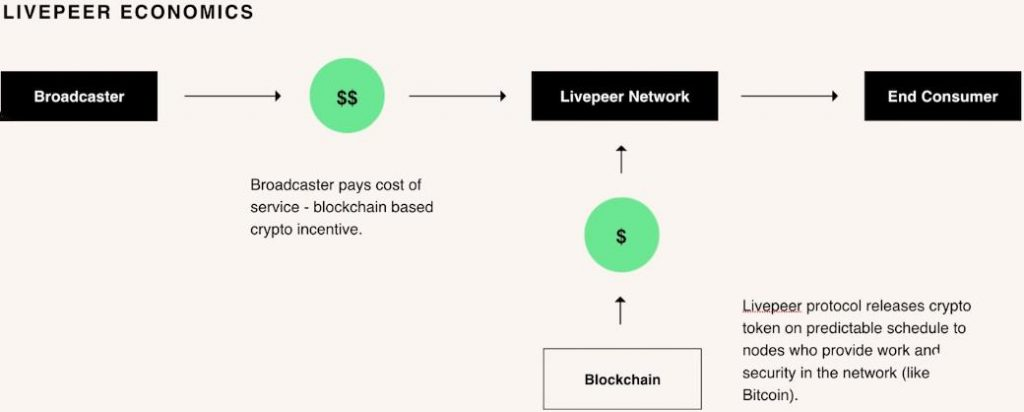 LIVEPEER ECONOMICS
Broadcaster
$$
Livepeer Network
End Consumer
Broadcaster pays cost of
service - blockchain based
crypto incentive.
$
Livepeer protocol releases crypto
token on predictable schedule to
nodes who provide work and
security in the network (like
Bitcoin).
Blockchain